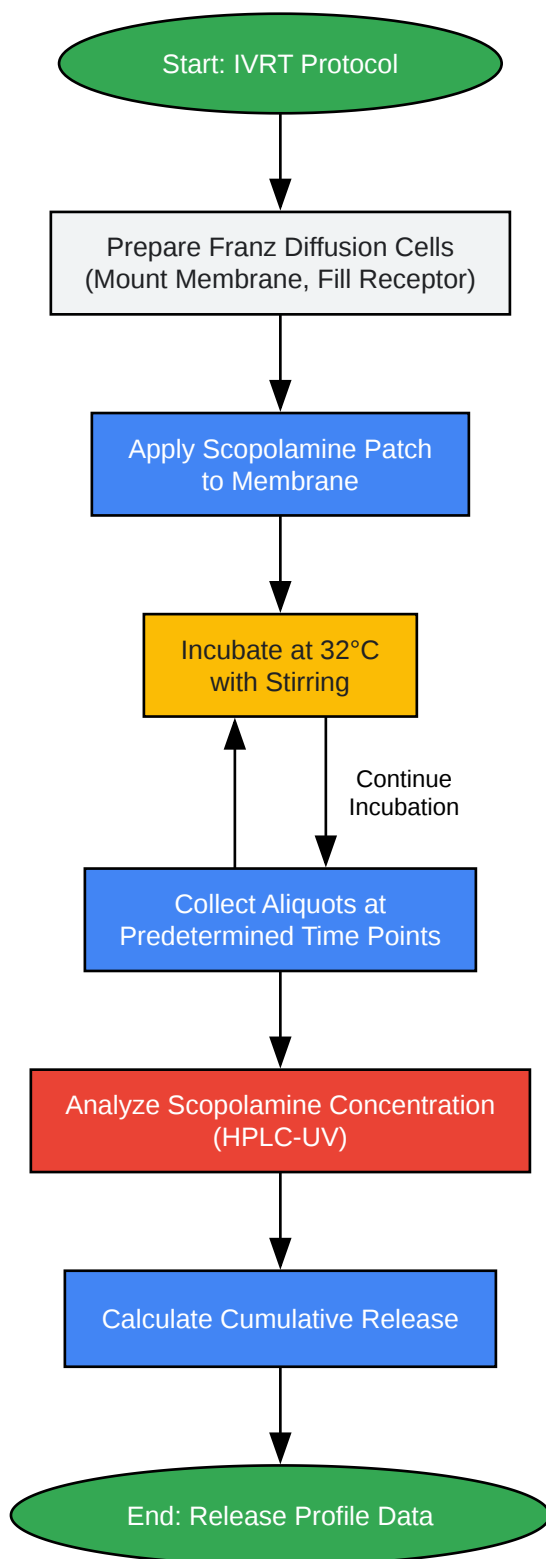 Start: IVRT Protocol
Prepare Franz Diffusion Cells
(Mount Membrane, Fill Receptor)
Apply Scopolamine Patch
to Membrane
Incubate at 32°C
with Stirring
Continue
Incubation
Collect Aliquots at
Predetermined Time Points
Analyze Scopolamine Concentration
(HPLC-UV)
Calculate Cumulative Release
End: Release Profile Data